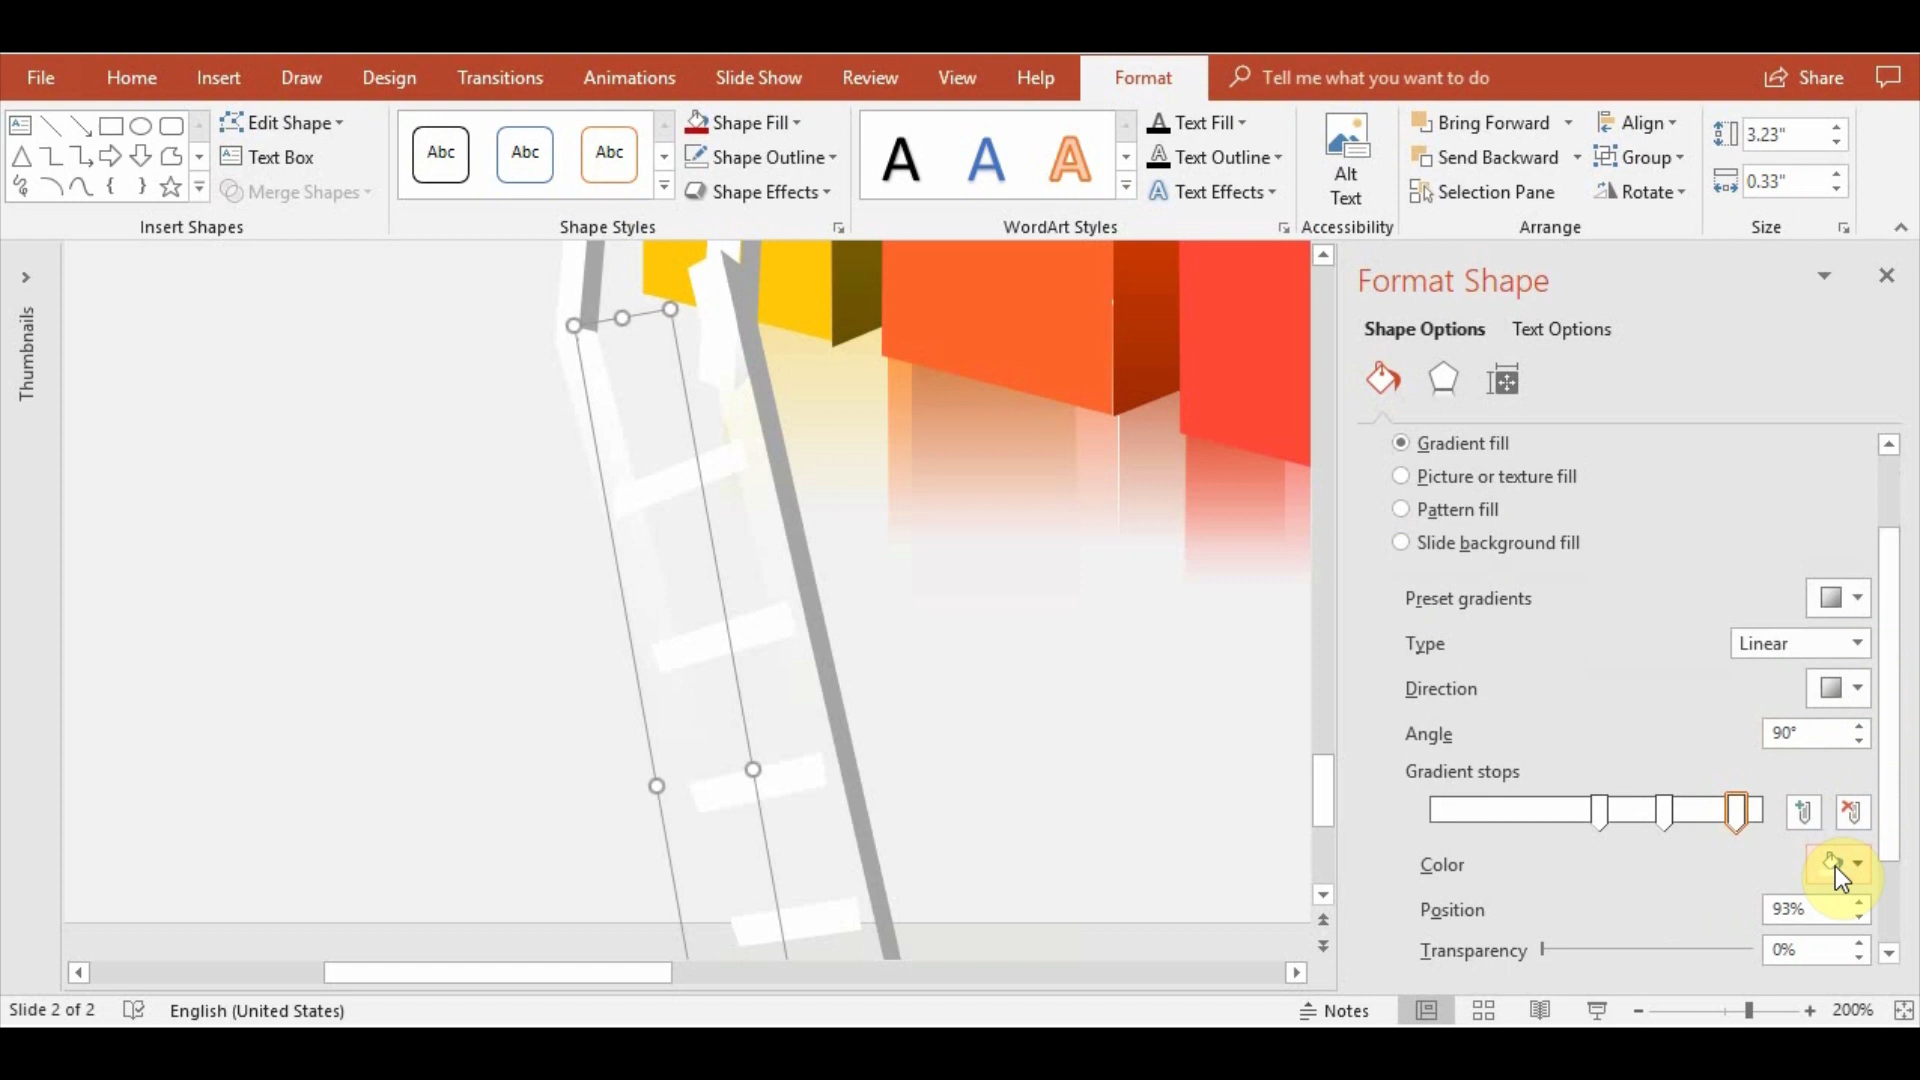 File Home Insert Draw Design Transitions Animations Slide Show Review View Help Format Tell me what you want to do Share
Edit Shape
Text Box
Merge Shapes
Insert Shapes
Abc Abc Abc
Shape Fill
Shape Outline
Shape Effects
Shape Styles
A A A
Text Fill
Text Outline
Text Effects
WordArt Styles
Alt
Text
Accessibility
Bring Forward
Send Backward
Selection Pane
Align
Group
Rotate
Arrange
3.23"
0.33"
Size
Thumbnails
Format Shape
Shape Options Text Options
Gradient fill
Picture or texture fill
Pattern fill
Slide background fill
Preset gradients
Type Linear
Direction
Angle 90°
Gradient stops
Color
Position 93%
Transparency 0%
Slide 2 of 2 English (United States) Notes 200%